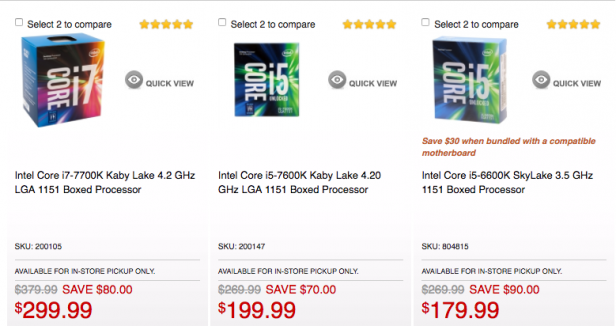 Select 2 to compare
CORE i7
QUICK VIEW
Intel Core i7-7700K Kaby Lake 4.2 GHz
LGA 1151 Boxed Processor
SKU: 200105
AVAILABLE FOR IN-STORE PICKUP ONLY.
$379.99 SAVE $80.00
$299.99
Select 2 to compare
CORE i5
UNLOCKED
QUICK VIEW
Intel Core i5-7600K Kaby Lake 4.20
GHz LGA 1151 Boxed Processor
SKU: 200147
AVAILABLE FOR IN-STORE PICKUP ONLY.
$269.99 SAVE $70.00
$199.99
Select 2 to compare
CORE i5
QUICK VIEW
Save $30 when bundled with a compatible
motherboard
Intel Core i5-6600K SkyLake 3.5 GHz
1151 Boxed Processor
SKU: 804815
AVAILABLE FOR IN-STORE PICKUP ONLY.
$269.99 SAVE $90.00
$179.99